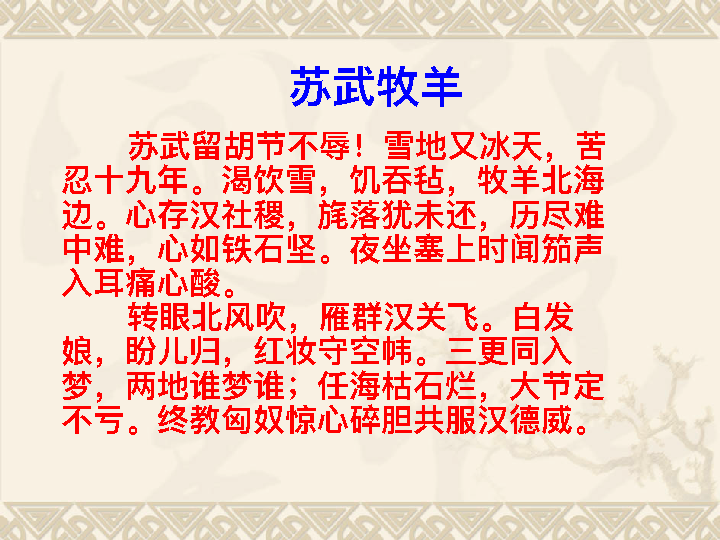 苏武牧羊
苏武留胡节不辱！雪地又冰天，苦
忍十九年。渴饮雪，饥吞毡，牧羊北海
边。心存汉社稷，旄落犹未还，历尽难
中难，心如铁石坚。夜坐塞上时闻笳声
入耳痛心酸。
转眼北风吹，雁群汉关飞。白发
娘，盼儿归，红妆守空帏。三更同入
梦，两地谁梦谁；任海枯石烂，大节定
不亏。终教匈奴惊心碎胆共服汉德威。